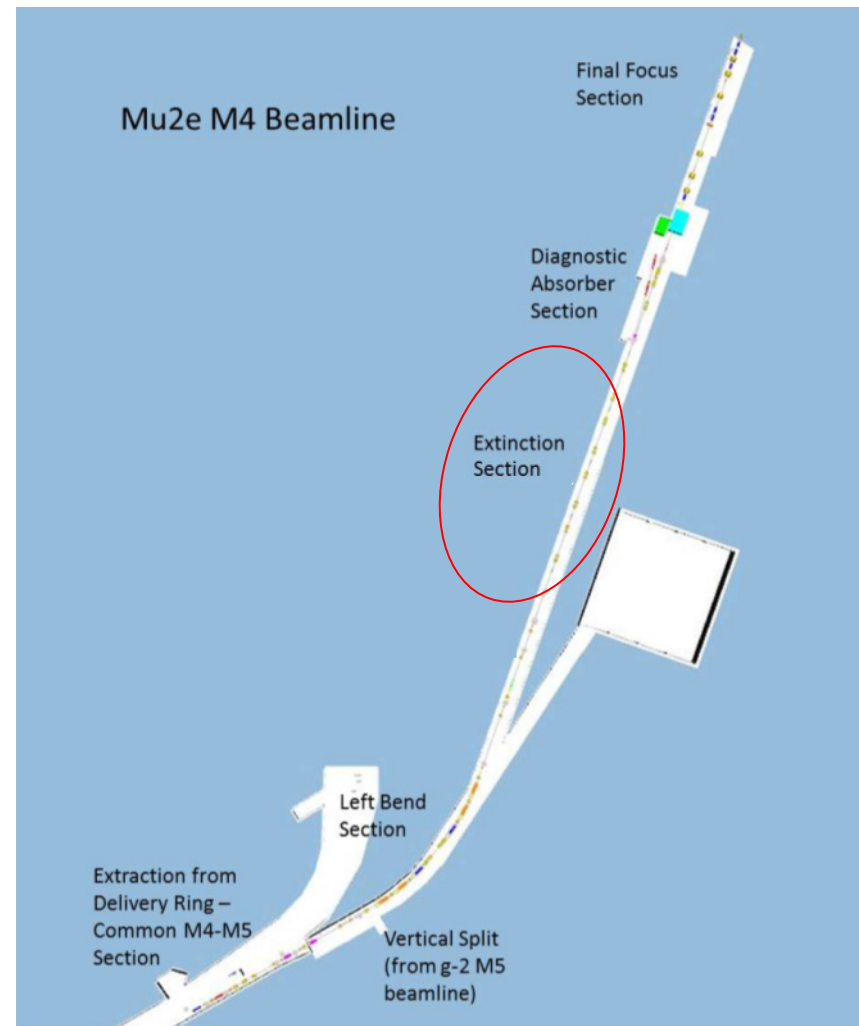 Final Focus
Section
Mu2e M4 Beamline
Diagnostic
Absorber
Section
Extinction
Section
Left Bend
Section
Extraction from
Delivery Ring –
Common M4-M5
Section
Vertical Split
(from g-2 M5
beamline)